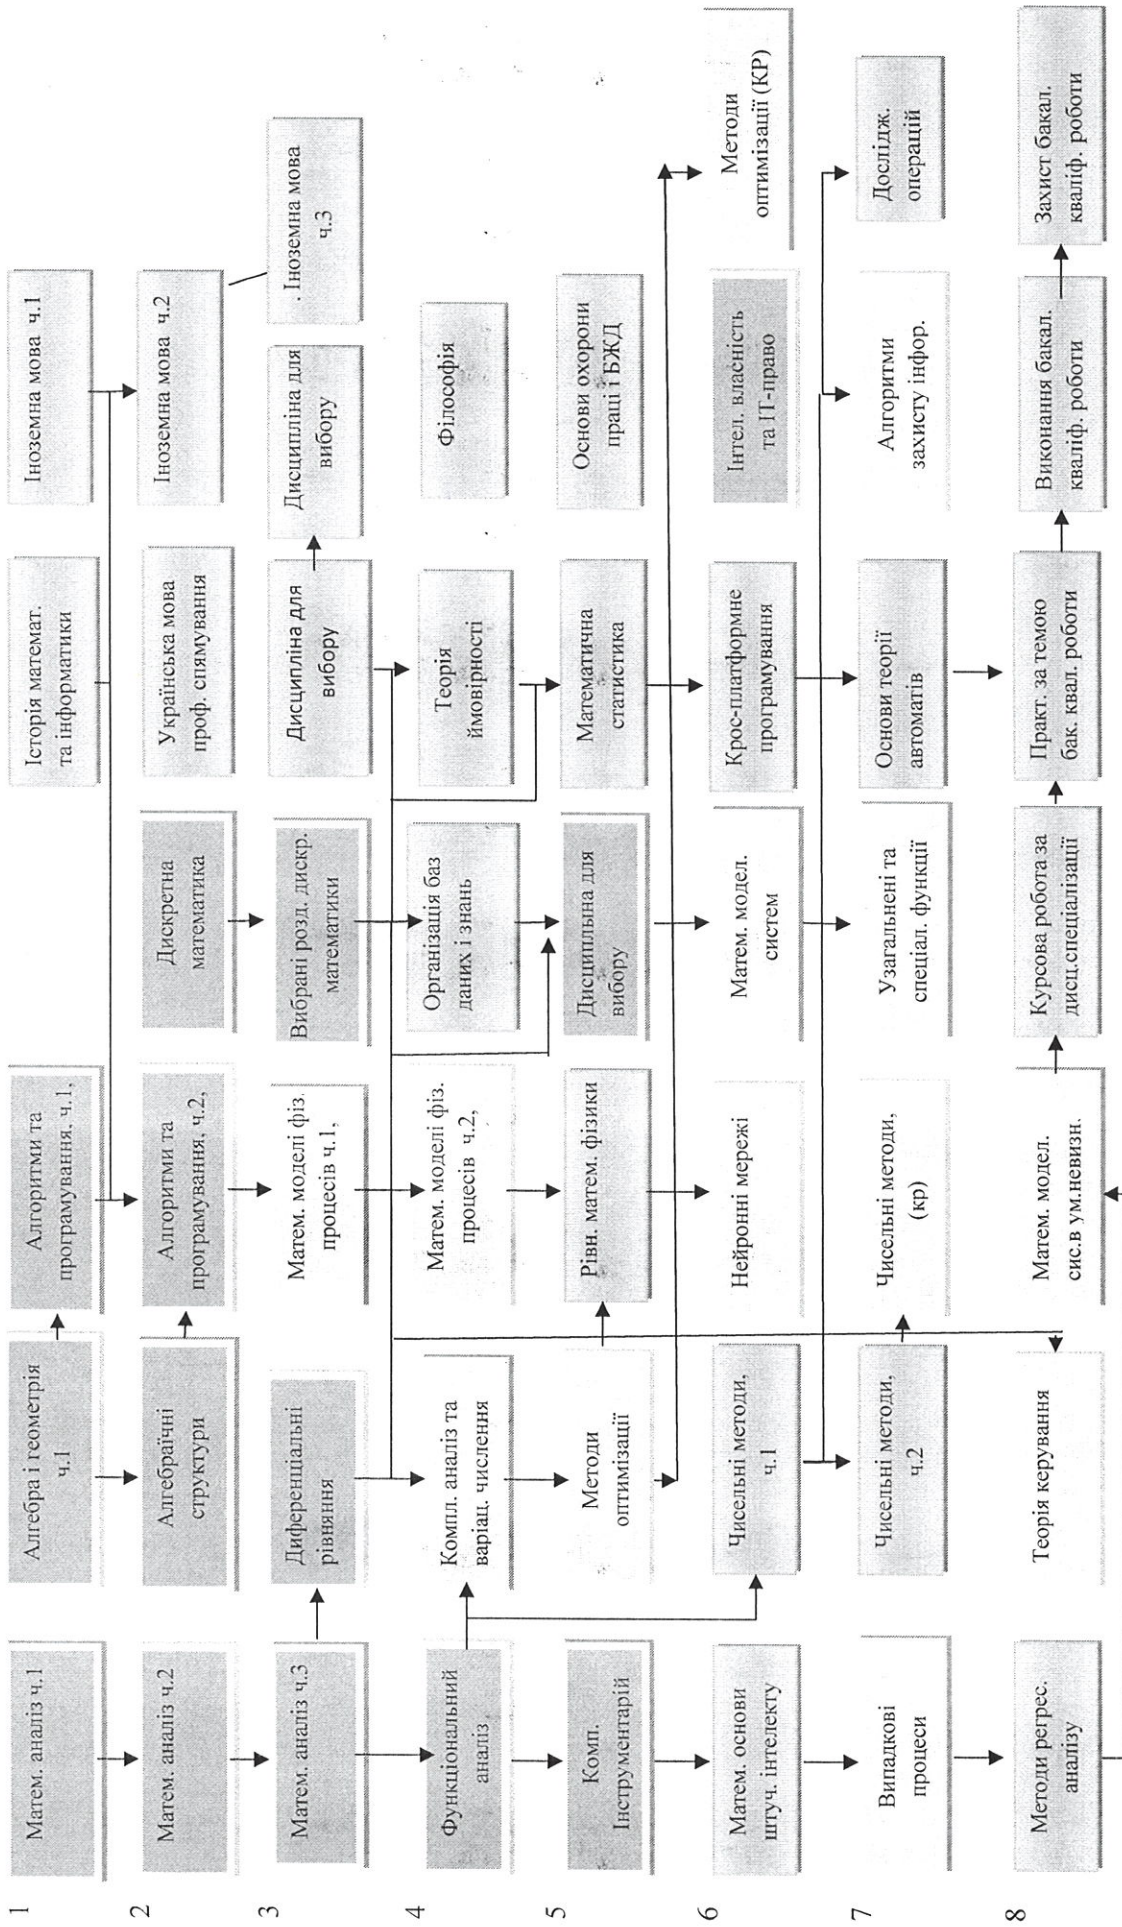 1
Матем. аналіз ч.1
Алгебра і геометрія
ч.1
Алгоритми та
програмування, ч.1,
Історія математ.
та інформатики
Іноземна мова ч.1
2
Матем. аналіз ч.2
Алгебраїчні
структури
Алгоритми та
програмування, ч.2,
Дискретна
математика
Українська мова
проф. спямування
Іноземна мова ч.2
3
Матем. аналіз ч.3
Диференціальні
рівняння
Матем. моделі фіз.
процесів ч.1,
Вибрані розд. дискр.
математики
Дисципліна для
вибору
Дисципліна для
вибору
. Іноземна мова
ч.3
4
Функціональний
аналіз
Компл. аналіз та
варіац. числення
Матем. моделі фіз.
процесів ч.2,
Організація баз
даних і знань
Теорія
ймовірності
Філософія
5
Комп.
Інструментарій
Методи
оптимізації
Рівн. матем. фізики
Дисциплына для
вибору
Математична
статистика
Основи охорони
праці і БЖД
6
Матем. основи
штуч. інтелекту
Чисельні методи,
ч.1
Нейронні мережі
Матем. модел.
систем
Крос-платформне
програмування
Інтел. власність
та ІТ-право
Методи
оптимізації (КР)
7
Випадкові
процеси
Чисельні методи,
ч.2
Чисельні методи,
(кр)
Узагальнені та
спеціал. функції
Основи теорії
автоматів
Алгоритми
захисту інфор.
Дослідж.
операцій
8
Методи регрес.
аналізу
Теорія керування
Матем. модел.
сис.в ум.невизн.
Курсова робота за
дисц.спеціалізації
Практ. за темою
бак. квал. роботи
Виконання бакал.
кваліф. роботи
Захист бакал.
кваліф. роботи